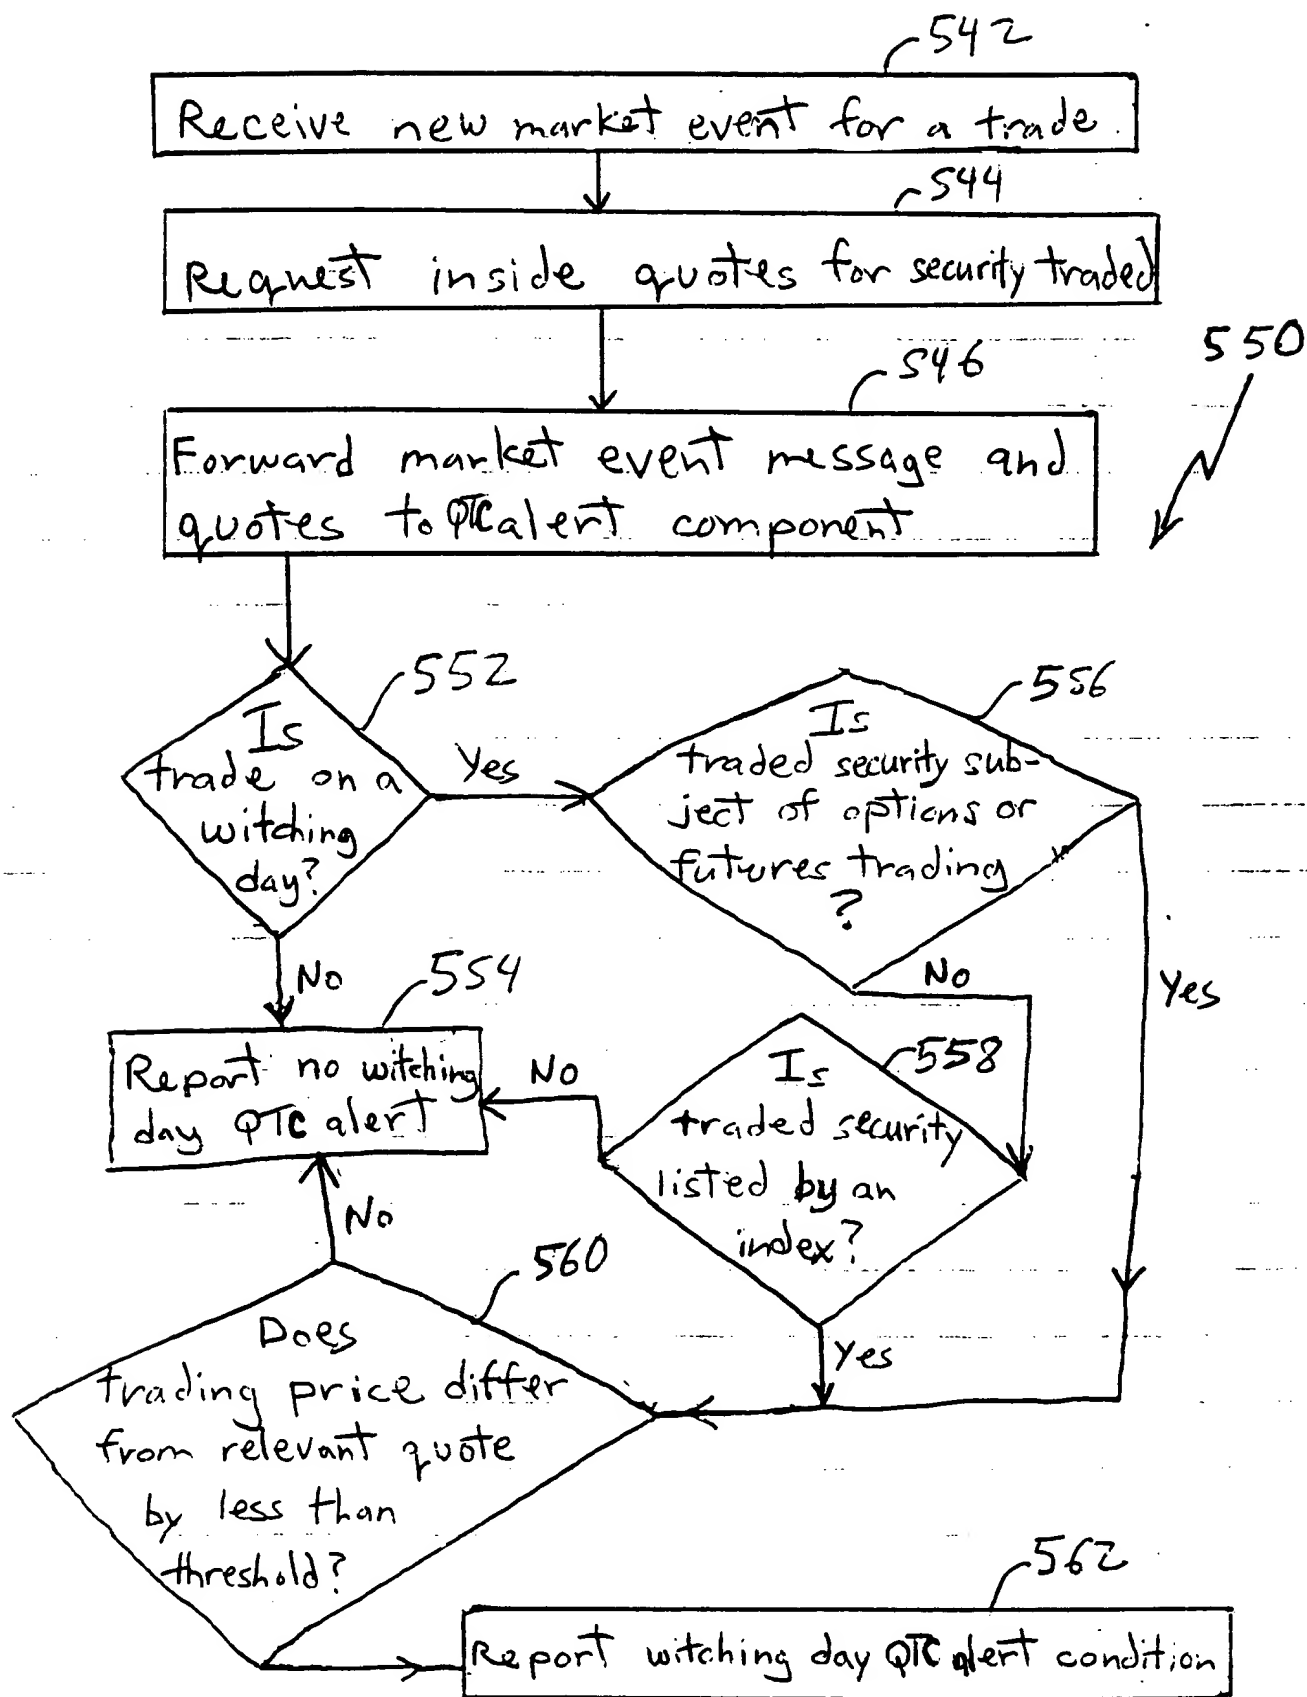 542
Receive new market event for a trade
544
Request inside quotes for security traded
550
546
Forward market event message and
quotes to QTC alert component
552
Is
trade on a
witching
day?
Yes
556
Is
traded security sub-
ject of options or
futures trading
?
No
554
No
Yes
Report no witching
day QTC alert
No
558
Is
traded security
listed by an
index?
No
560
Yes
Does
trading price differ
from relevant quote
by less than
threshold?
562
Report witching day QTC alert condition